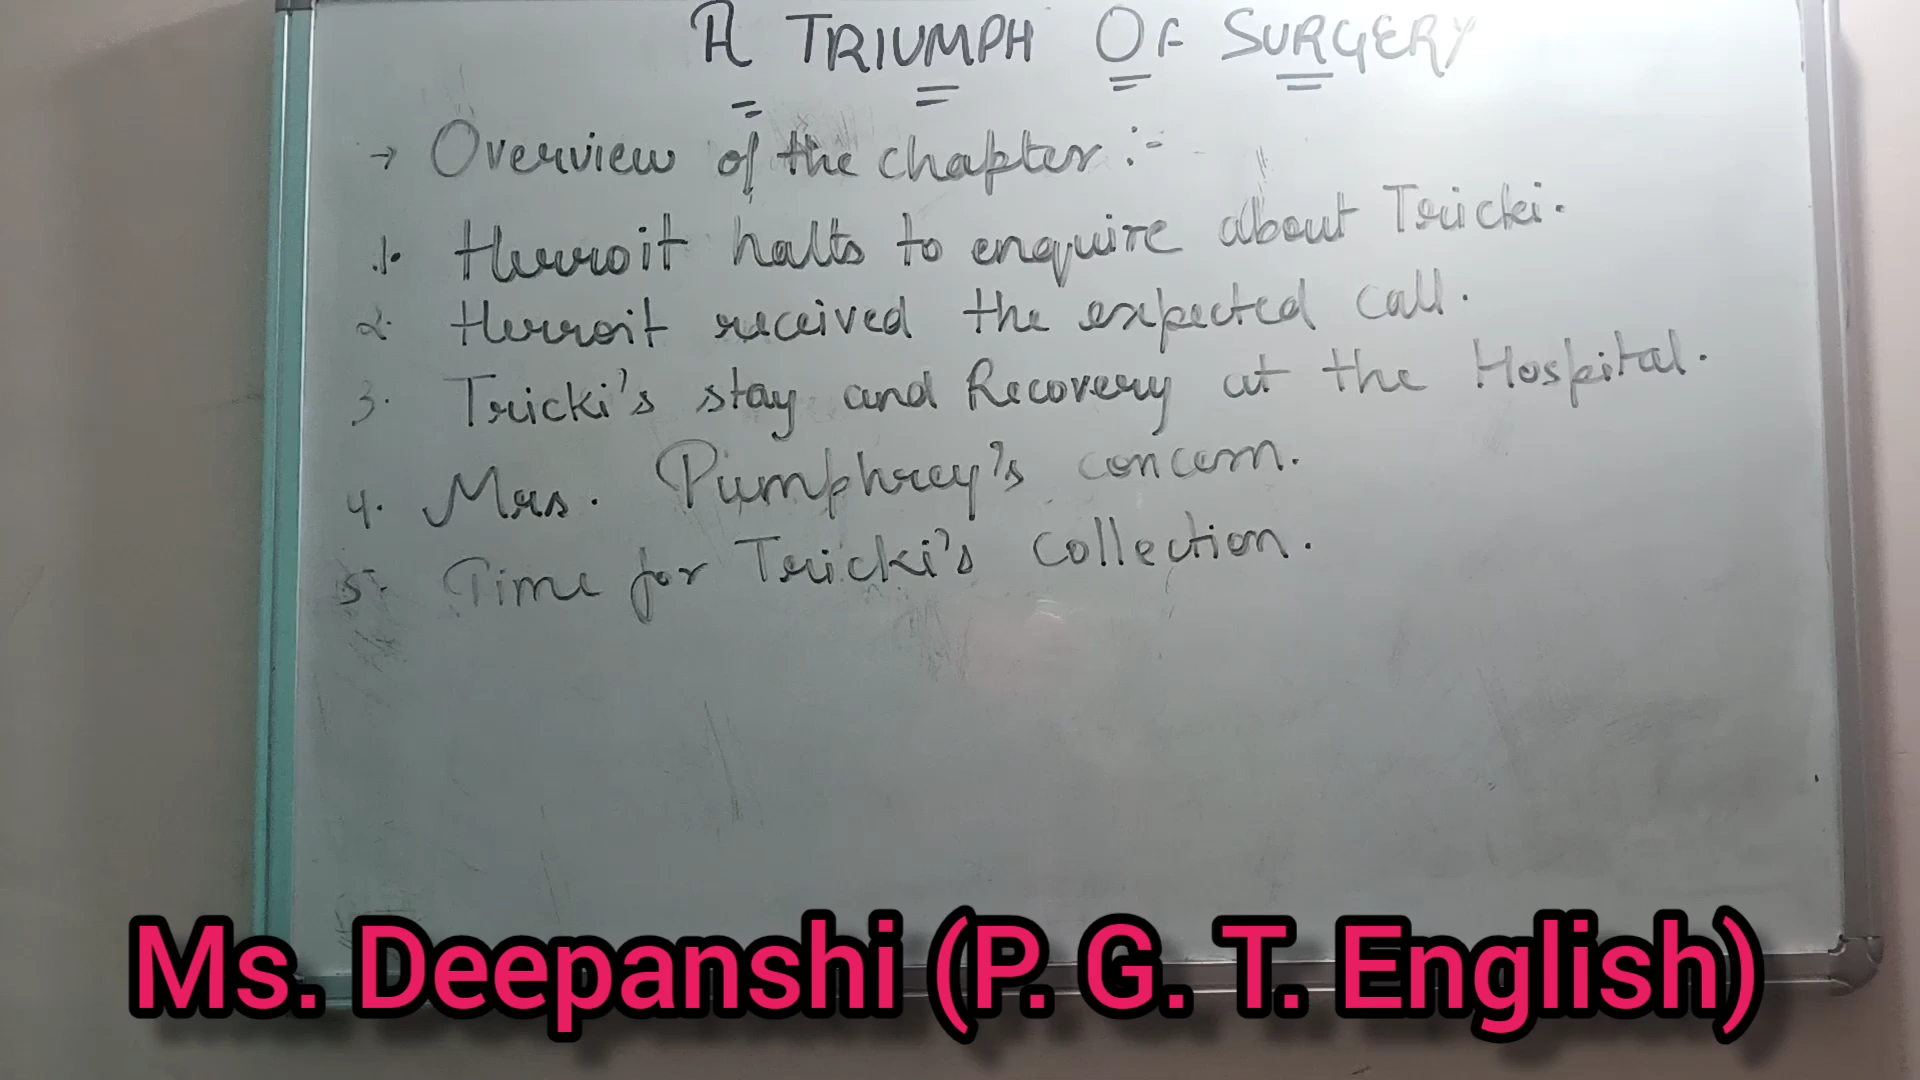 A TRIUMPH OF SURGERY
→ Overview of the chapter :-
1. Herroit halts to enquire about Tricki.
2. Herroit received the expected call.
3. Tricki's stay and Recovery at the Hospital.
4. Mrs. Pumphrey's concern.
5. Time for Tricki's Collection.
Ms. Deepanshi (P. G. T. English)